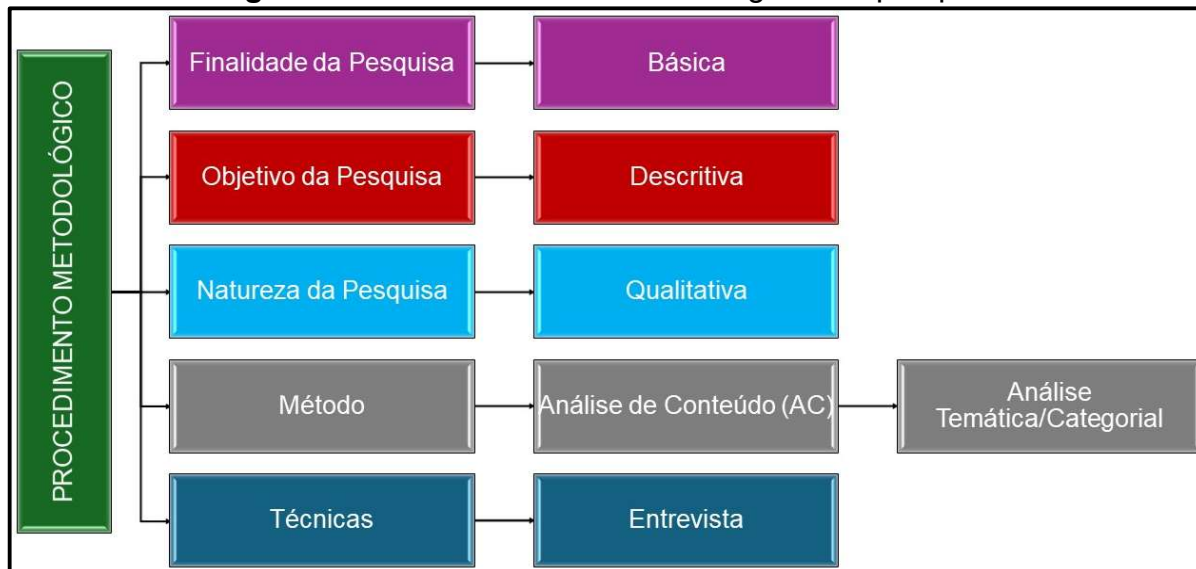 PROCEDIMENTO METODOLÓGICO
Finalidade da Pesquisa
Básica
Objetivo da Pesquisa
Descritiva
Natureza da Pesquisa
Qualitativa
Método
Análise de Conteúdo (AC)
Análise
Temática/Categorial
Técnicas
Entrevista